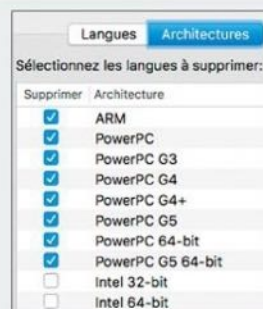 Langues Architectures
Sélectionnez les langues à supprimer:
Supprimer Architecture
ARM
PowerPC
PowerPC G3
PowerPC G4
PowerPC G4+
PowerPC G5
PowerPC 64-bit
PowerPC G5 64-bit
Intel 32-bit
Intel 64-bit